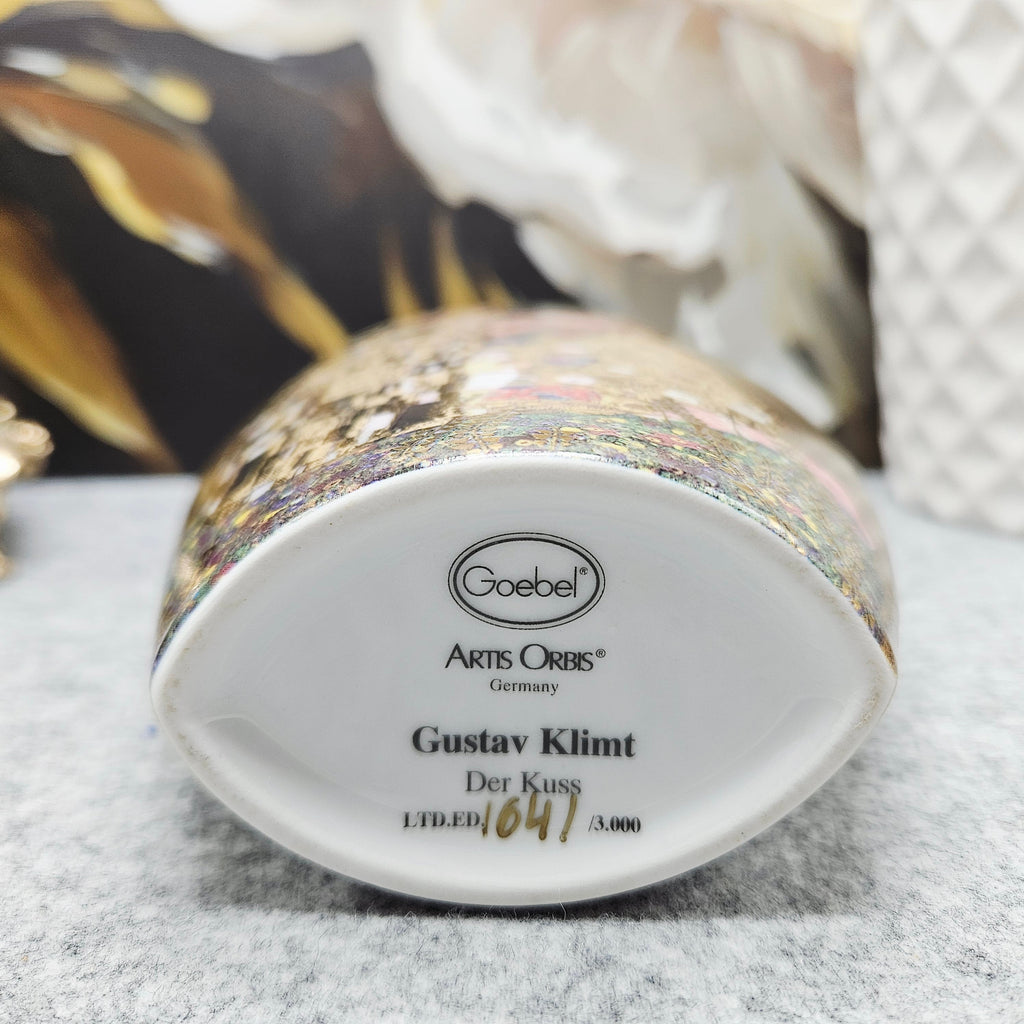 Goebel®
ARTIS ORBIS®
Germany
Gustav Klimt
Der Kuss
LTD.ED. 1041 /3.000